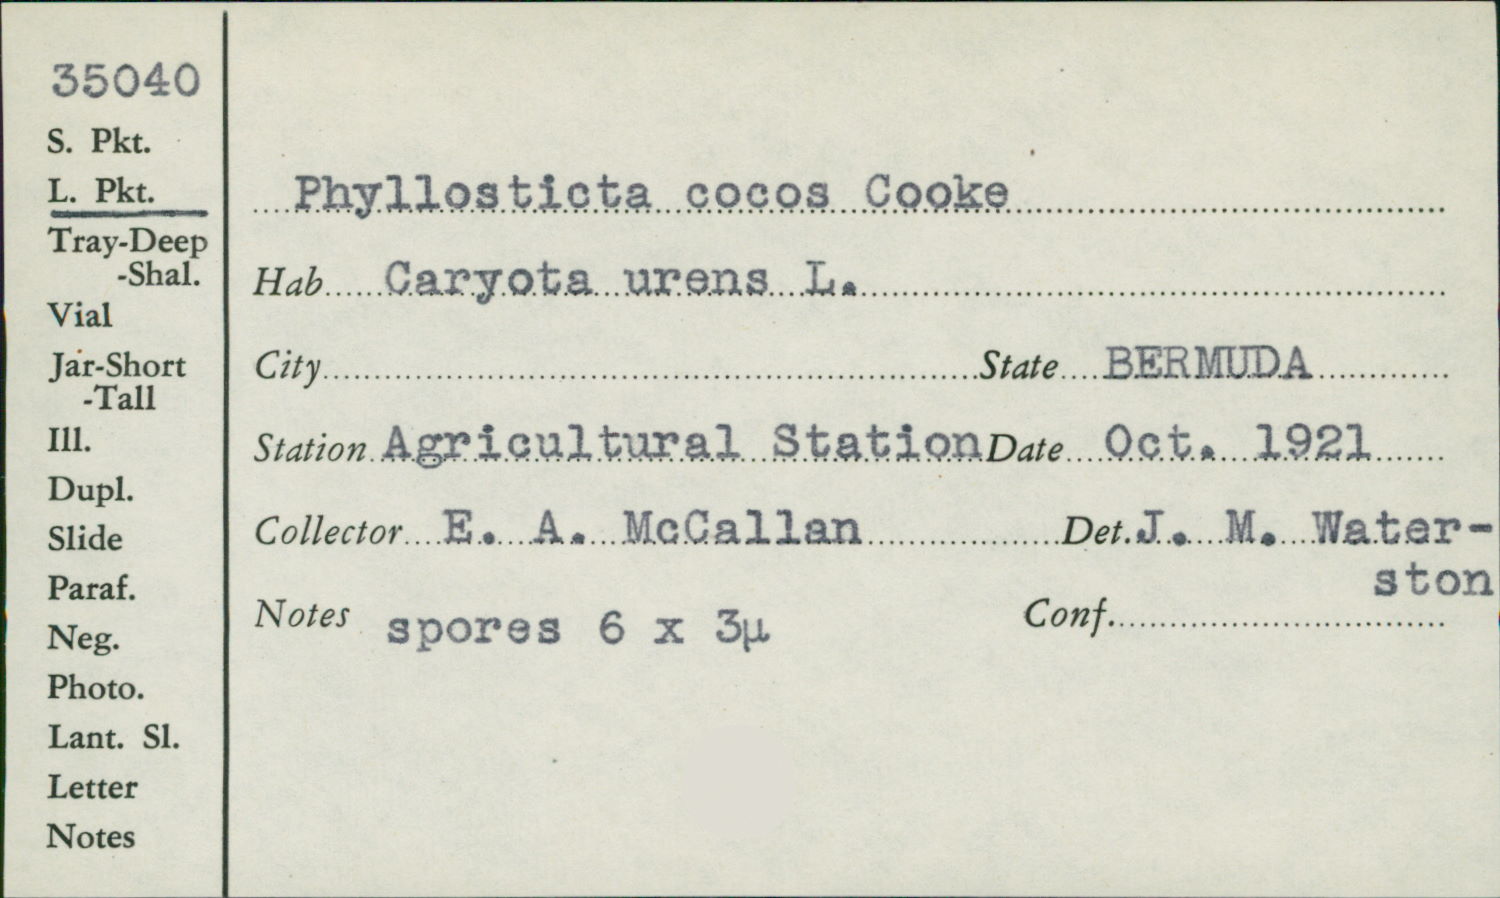 35040
S. Pkt.
L. Pkt.
Tray-Deep
-Shal.
Vial
Jar-Short
-Tall
Ill.
Dupl.
Slide
Paraf.
Neg.
Photo.
Lant. Sl.
Letter
Notes
Phyllosticta cocos Cooke
Hab Caryota urens L.
City State BERMUDA
Station Agricultural Station Date Oct. 1921
Collector E. A. McCallan Det. J. M. Water-
ston
Notes spores 6 x 3µ Conf.